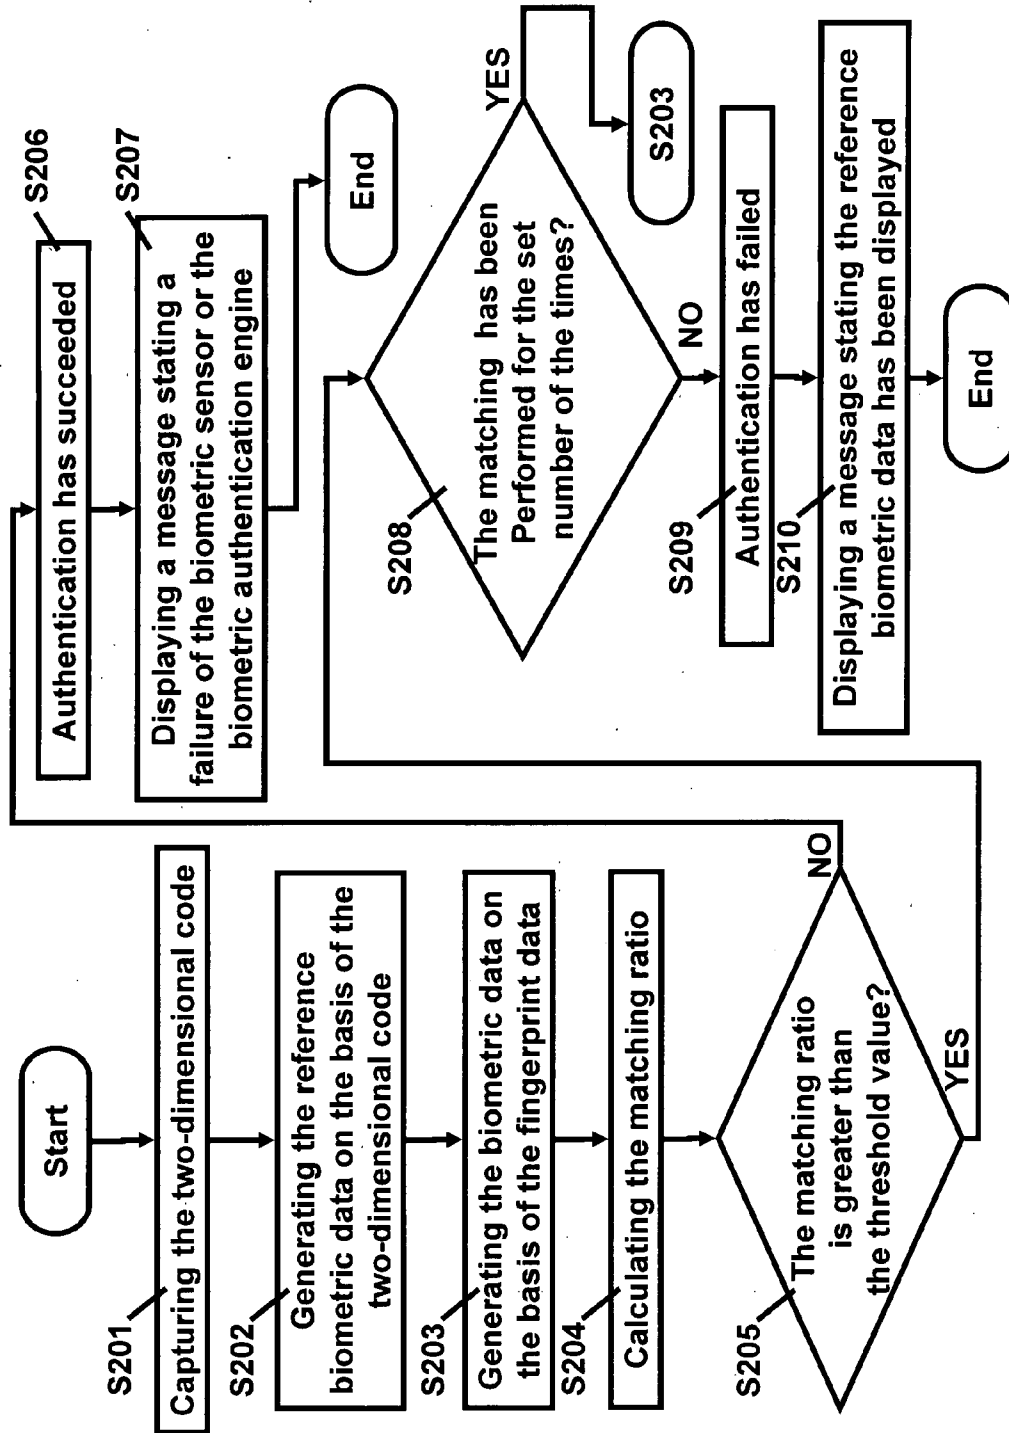 Start
S201
Capturing the two-dimensional code
S202
Generating the reference
biometric data on the basis of the
two-dimensional code
S203
Generating the biometric data on
the basis of the fingerprint data
S204
Calculating the matching ratio
S205
The matching ratio
is greater than
the threshold value?
NO
YES
S206
Authentication has succeeded
S207
Displaying a message stating a
failure of the biometric sensor or the
biometric authentication engine
End
S208
The matching has been
Performed for the set
number of the times?
YES
S203
NO
S209
Authentication has failed
S210
Displaying a message stating the reference
biometric data has been displayed
End